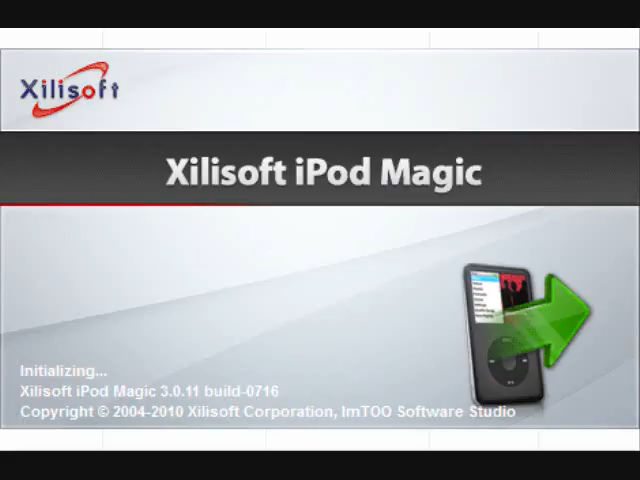 Xilisoft
Xilisoft iPod Magic
Initializing...
Xilisoft iPod Magic 3.0.11 build-0716
Copyright © 2004-2010 Xilisoft Corporation, ImTOO Software Studio